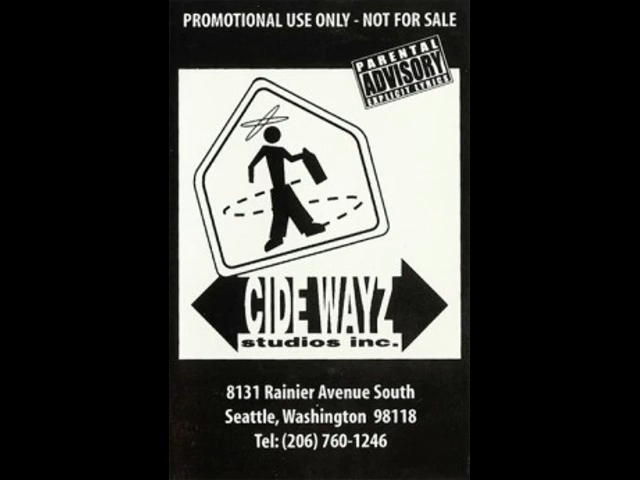 PROMOTIONAL USE ONLY - NOT FOR SALE
PARENTAL
ADVISORY
EXPLICIT LYRICS
CIDE WAYZ
studios inc.
8131 Rainier Avenue South
Seattle, Washington 98118
Tel: (206) 760-1246